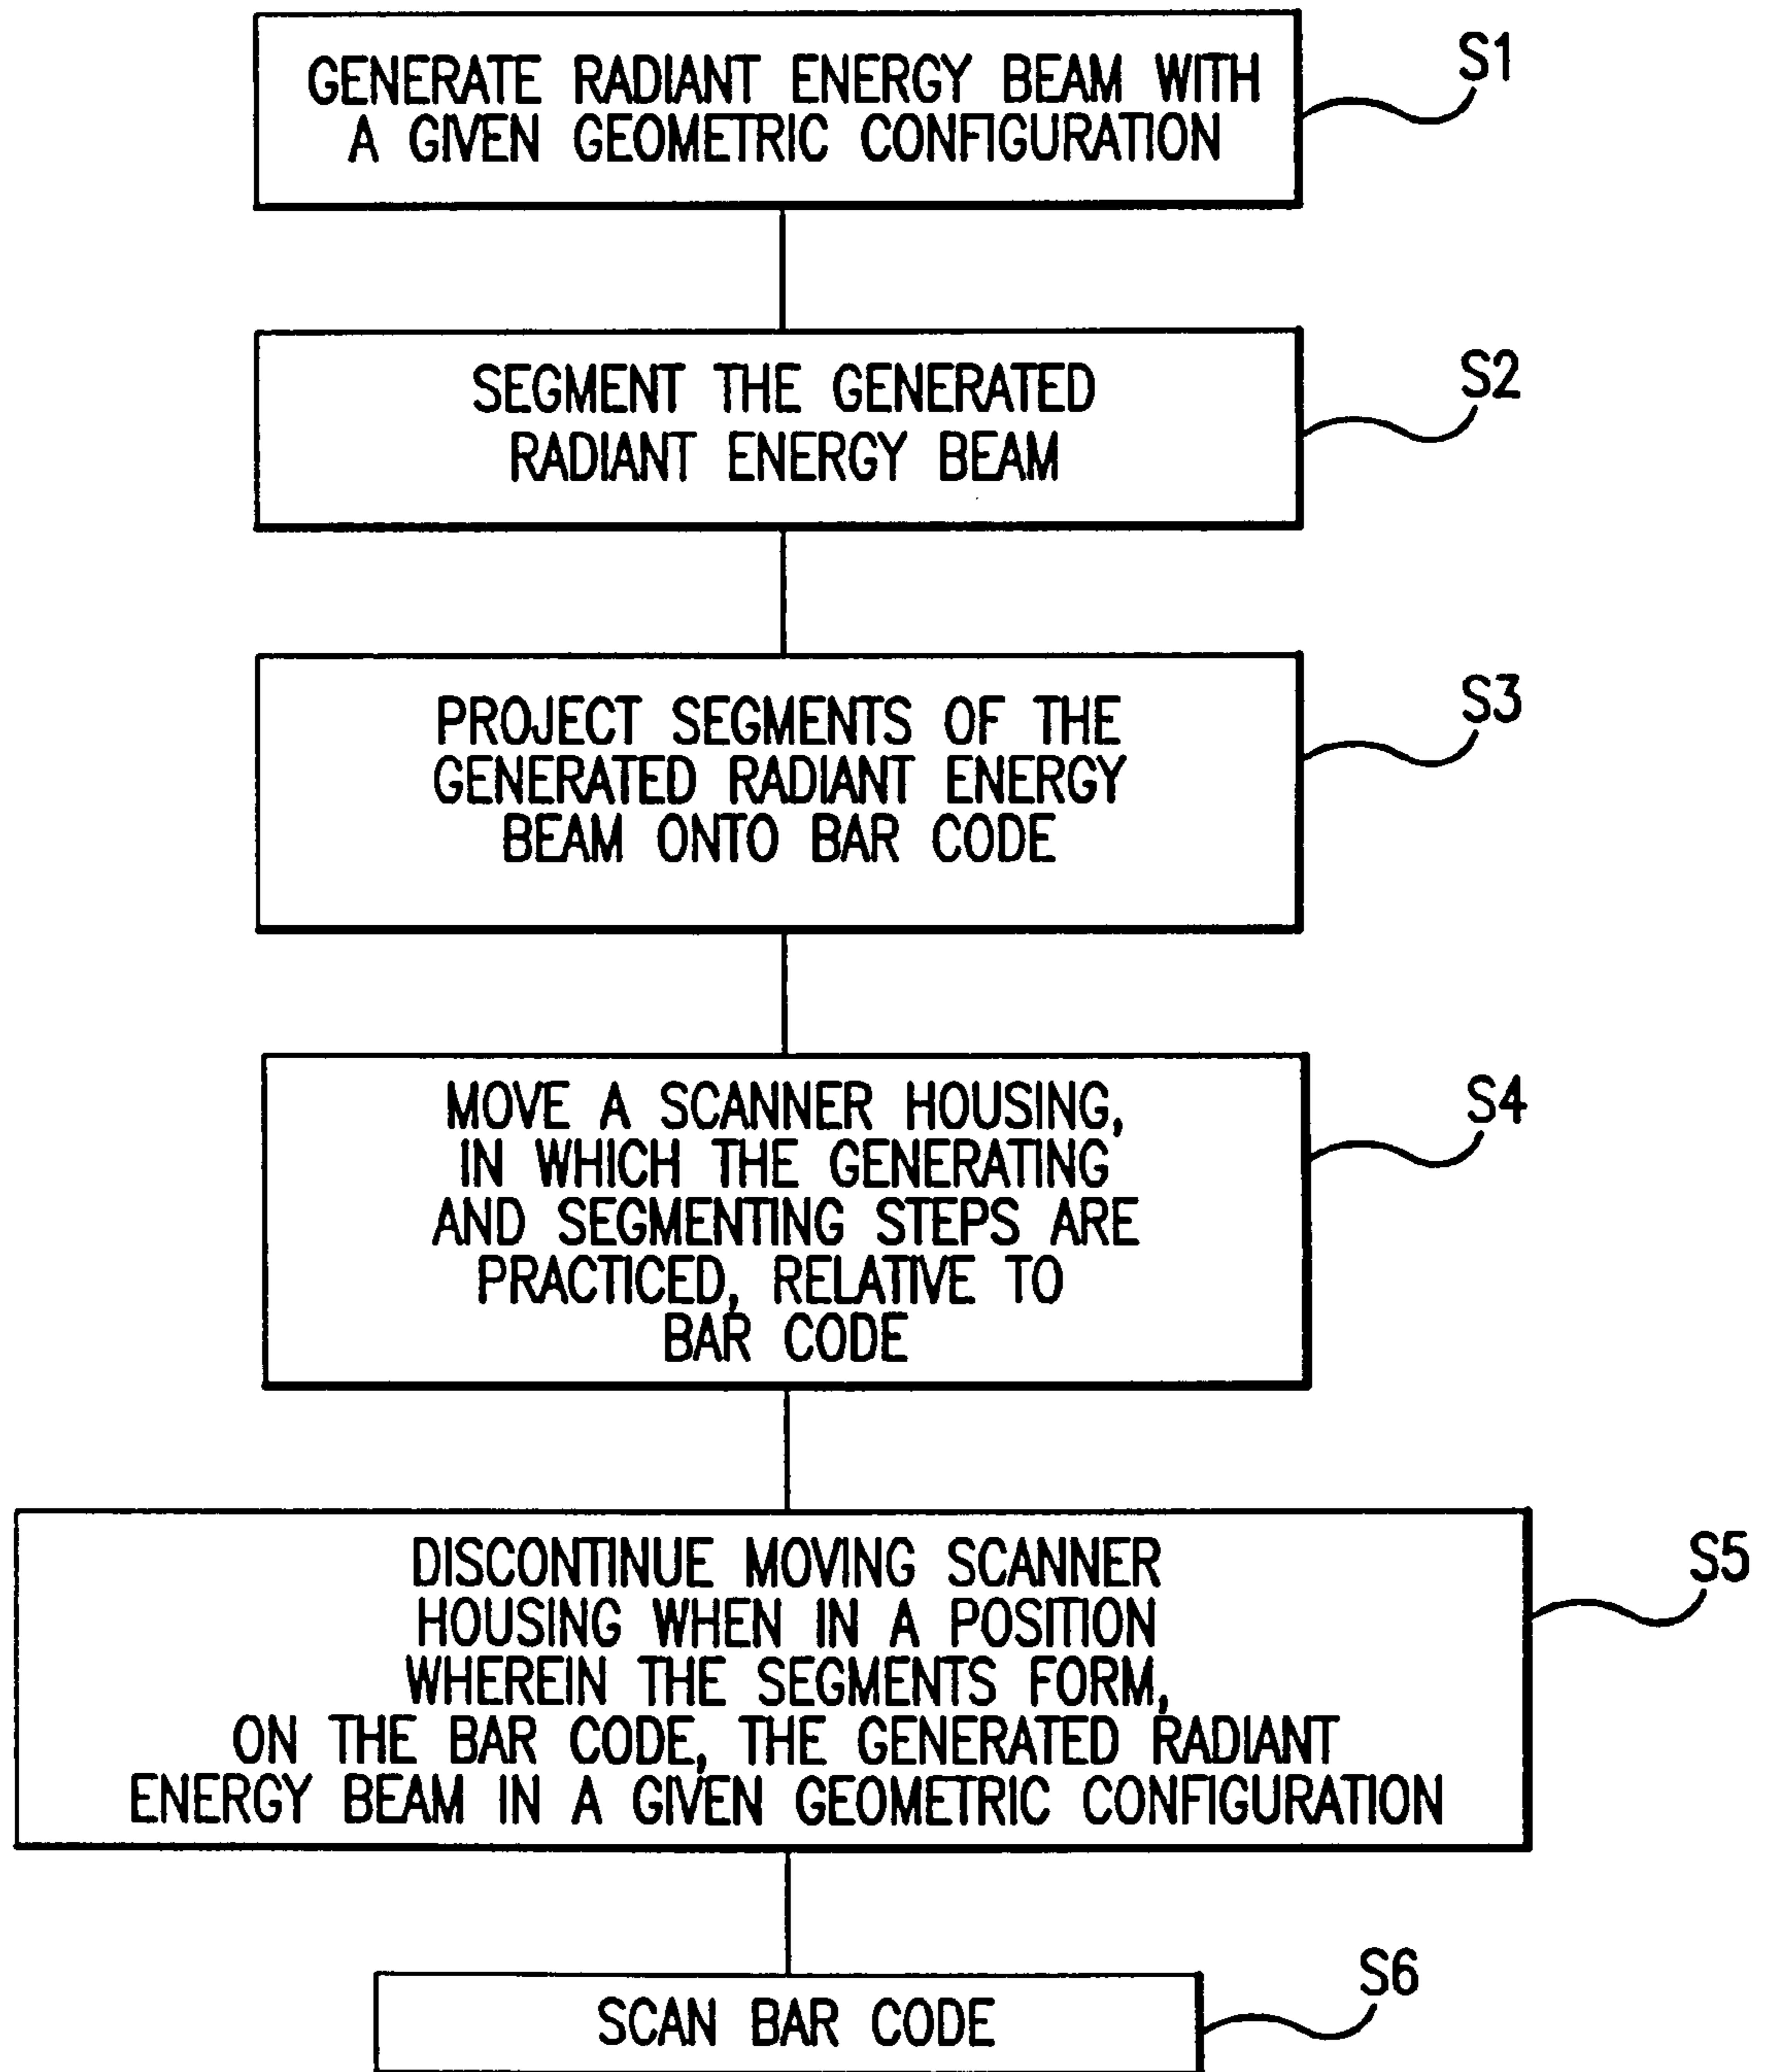 GENERATE RADIANT ENERGY BEAM WITH
A GIVEN GEOMETRIC CONFIGURATION
S1
SEGMENT THE GENERATED
RADIANT ENERGY BEAM
S2
PROJECT SEGMENTS OF THE
GENERATED RADIANT ENERGY
BEAM ONTO BAR CODE
S3
MOVE A SCANNER HOUSING,
IN WHICH THE GENERATING
AND SEGMENTING STEPS ARE
PRACTICED, RELATIVE TO
BAR CODE
S4
DISCONTINUE MOVING SCANNER
HOUSING WHEN IN A POSITION
WHEREIN THE SEGMENTS FORM,
ON THE BAR CODE, THE GENERATED RADIANT
ENERGY BEAM IN A GIVEN GEOMETRIC CONFIGURATION
S5
SCAN BAR CODE
S6